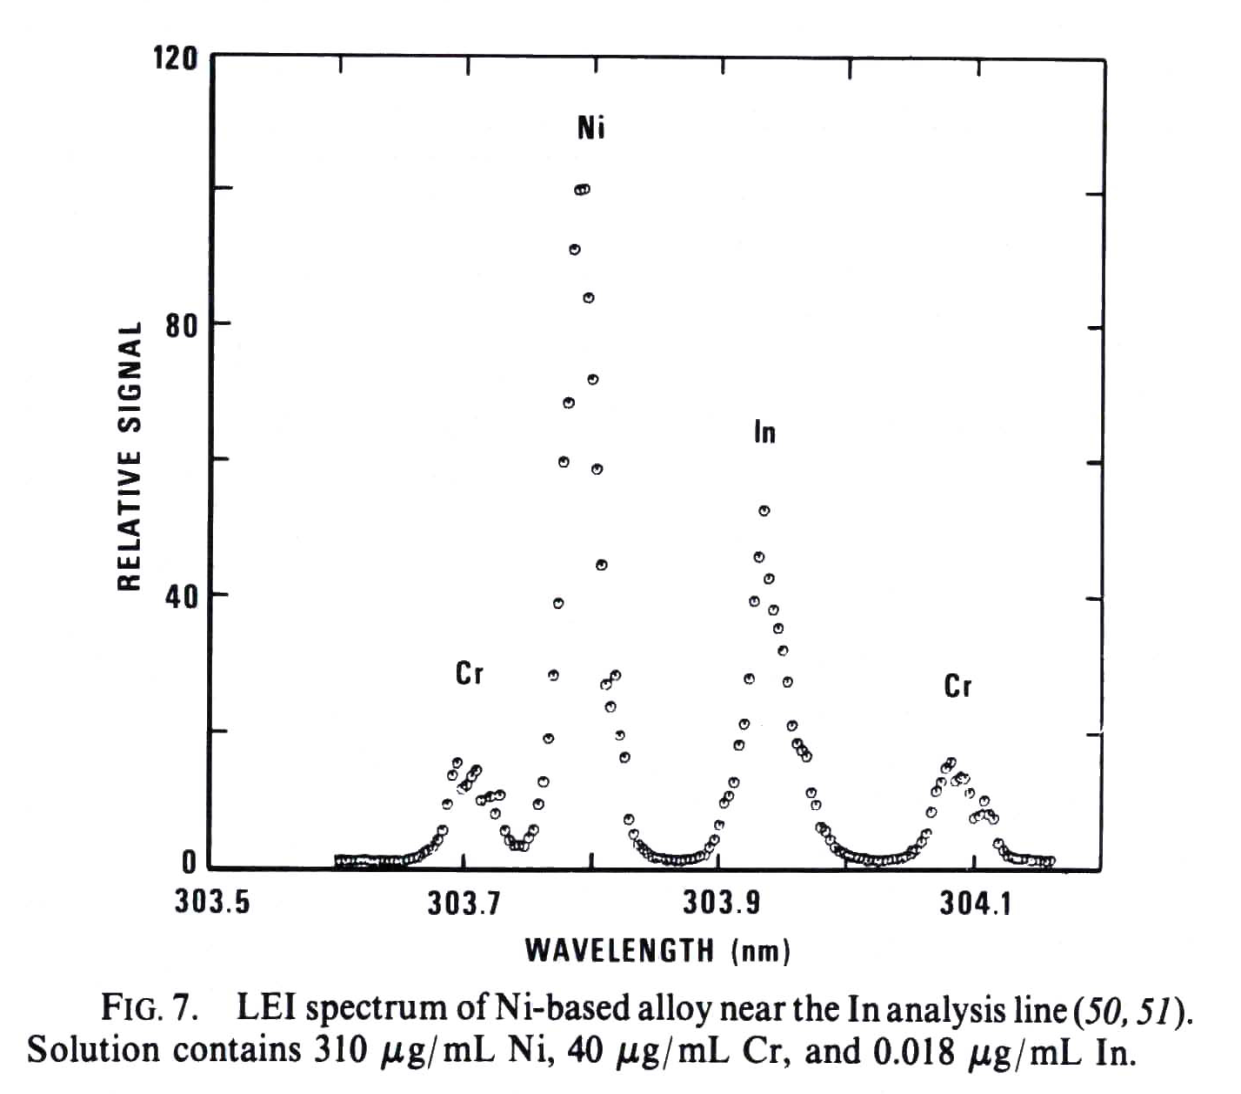 120
Ni
80
In
RELATIVE SIGNAL
40
Cr
Cr
0
303.5 303.7 303.9 304.1
WAVELENGTH (nm)
FIG. 7. LEI spectrum of Ni-based alloy near the In analysis line (50, 51).
Solution contains 310 μg/mL Ni, 40 μg/mL Cr, and 0.018 μg/mL In.